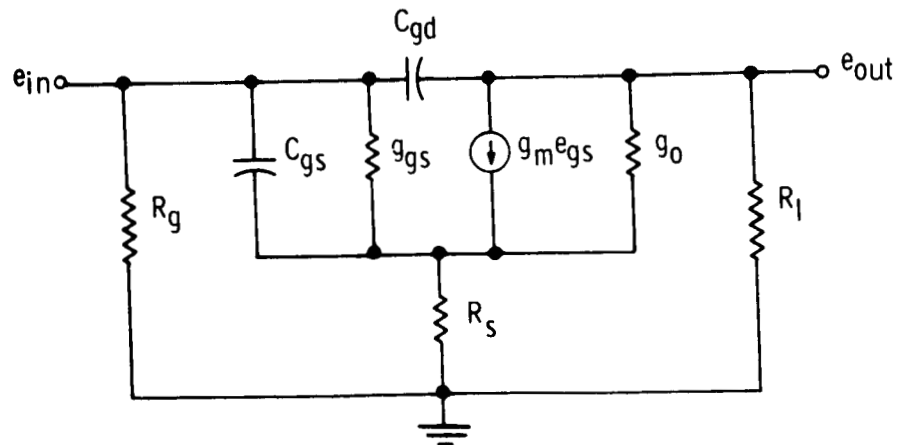 C_gd
e_in
e_out
C_gs
g_gs
g_m e_gs
g_o
R_g
R_l
R_s